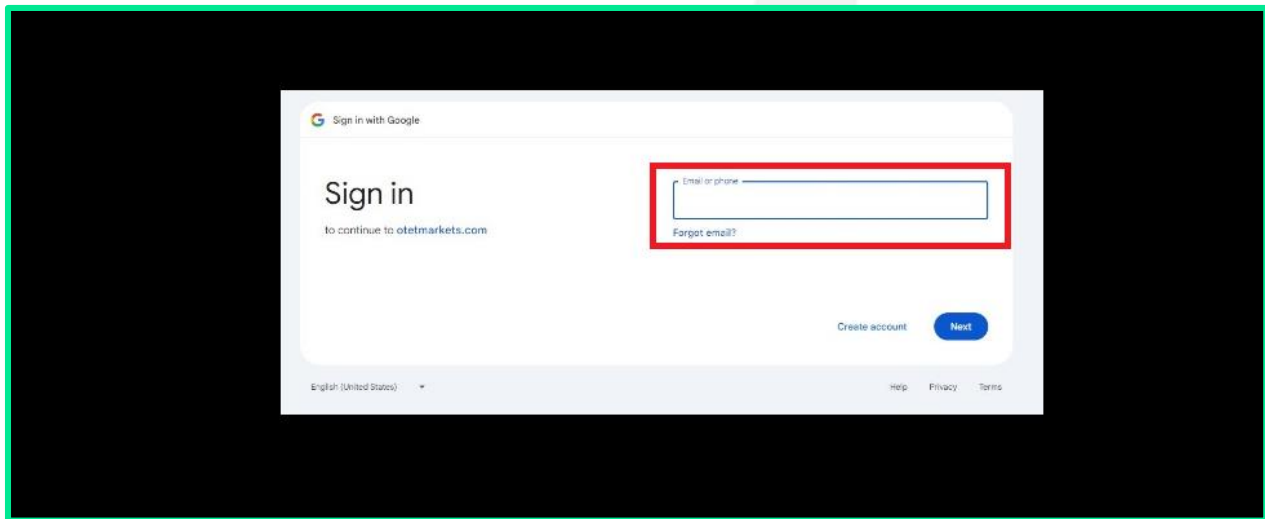 Sign in with Google
Sign in
to continue to otetmarkets.com
Email or phone
Forgot email?
Create account
Next
English (United States)
Help Privacy Terms